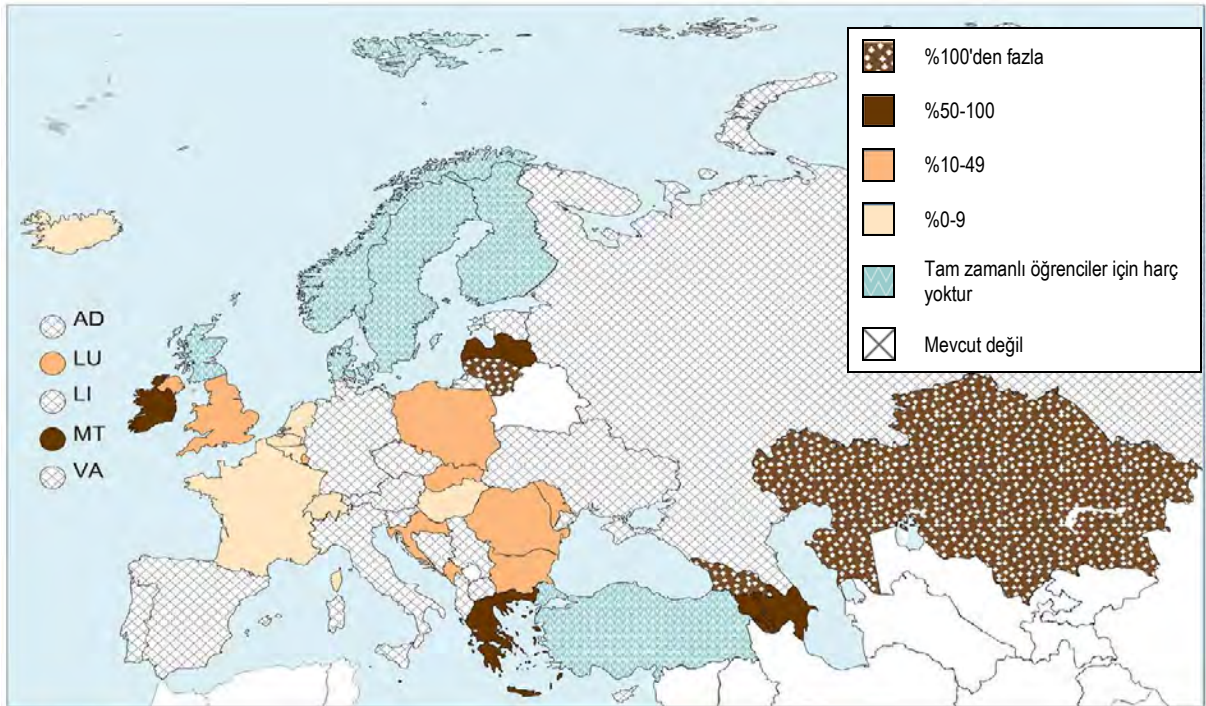 %100'den fazla
%50-100
%10-49
%0-9
Tam zamanlı öğrenciler için harç
yoktur
Mevcut değil
AD
LU
LI
MT
VA